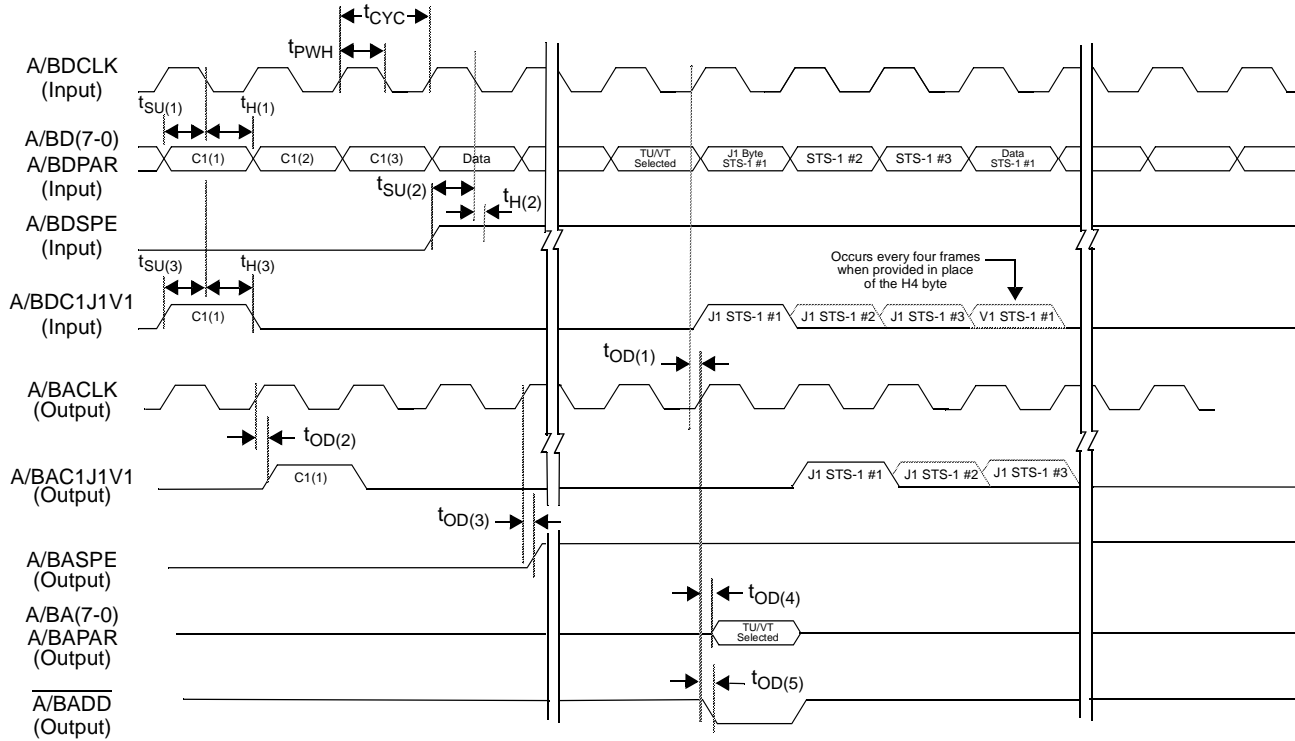 tCYC
tPWH
A/BDCLK
(Input)
tSU(1)
tH(1)
A/BD(7-0)
A/BDPAR
(Input)
C1(1)
C1(2)
C1(3)
Data
TU/VT
Selected
J1 Byte
STS-1 #1
STS-1 #2
STS-1 #3
Data
STS-1 #1
tSU(2)
tH(2)
A/BDSPE
(Input)
tSU(3)
tH(3)
Occurs every four frames
when provided in place
of the H4 byte
A/BDC1J1V1
(Input)
C1(1)
J1 STS-1 #1
J1 STS-1 #2
J1 STS-1 #3
V1 STS-1 #1
tOD(1)
A/BACLK
(Output)
tOD(2)
A/BAC1J1V1
(Output)
C1(1)
J1 STS-1 #1
J1 STS-1 #2
J1 STS-1 #3
tOD(3)
A/BASPE
(Output)
tOD(4)
A/BA(7-0)
A/BAPAR
(Output)
TU/VT
Selected
tOD(5)
A/BADD
(Output)